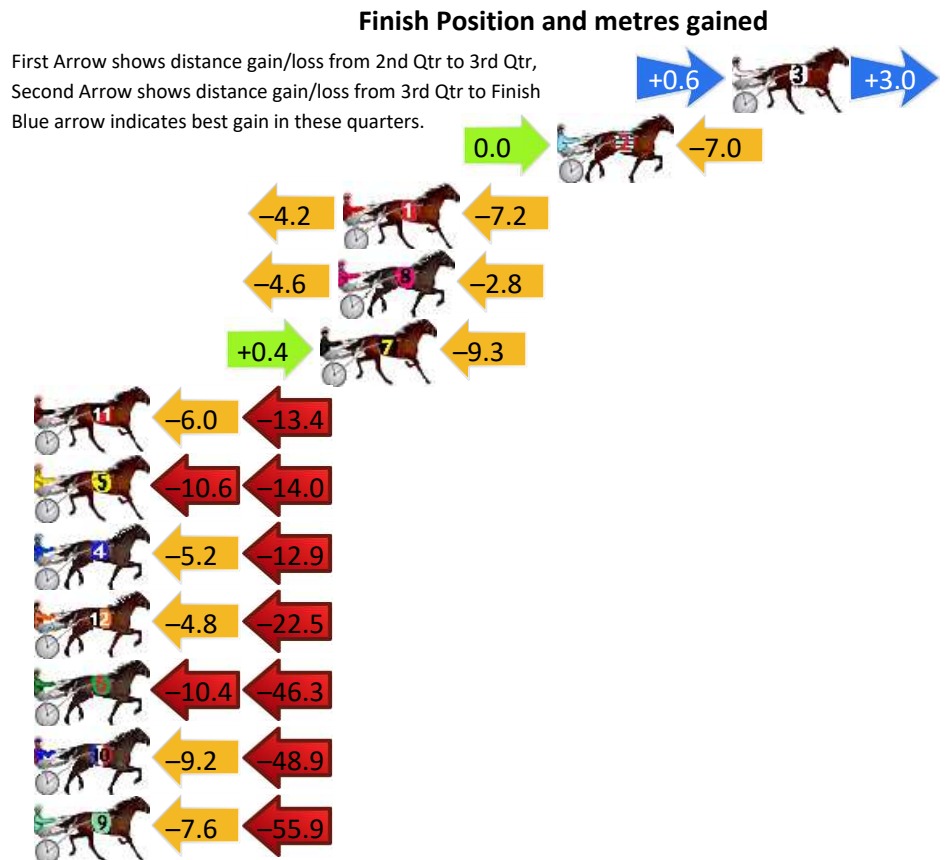 Finish Position and metres gained
First Arrow shows distance gain/loss from 2nd Qtr to 3rd Qtr,
Second Arrow shows distance gain/loss from 3rd Qtr to Finish
Blue arrow indicates best gain in these quarters.
+0.6 3 +3.0
0.0 2 –7.0
–4.2 1 –7.2
–4.6 8 –2.8
+0.4 7 –9.3
11 –6.0 –13.4
5 –10.6 –14.0
4 –5.2 –12.9
12 –4.8 –22.5
6 –10.4 –46.3
10 –9.2 –48.9
9 –7.6 –55.9